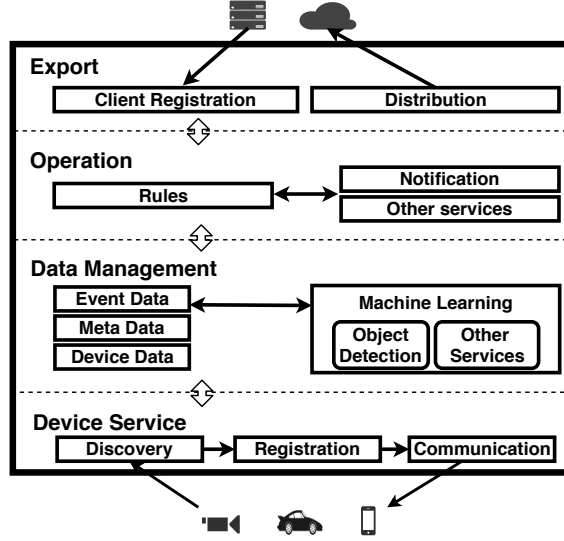 Export
Client Registration
Distribution
Operation
Rules
Notification
Other services
Data Management
Event Data
Meta Data
Device Data
Machine Learning
Object
Detection
Other
Services
Device Service
Discovery
Registration
Communication